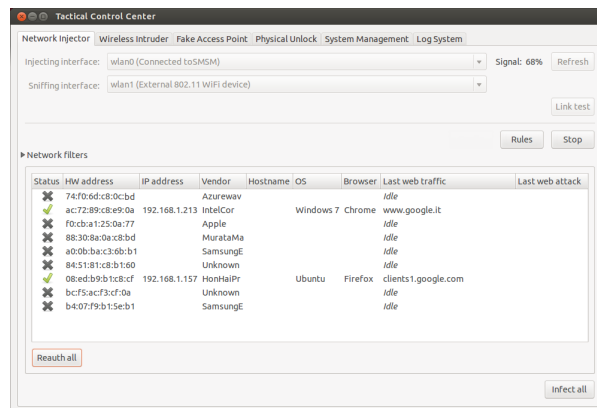 Tactical Control Center
Network Injector Wireless Intruder Fake Access Point Physical Unlock System Management Log System
Injecting interface: wlan0 (Connected toSMSM) Signal: 68% Refresh
Sniffing interface: wlan1 (External 802.11 WiFi device)
Link test
Rules Stop
Network filters
Status HW address IP address Vendor Hostname OS Browser Last web traffic Last web attack
74:f0:6d:c8:0c:bd Azurewav Idle
ac:72:89:c8:e9:0a 192.168.1.213 IntelCor Windows 7 Chrome www.google.it
f0:cb:a1:25:0a:77 Apple Idle
88:30:8a:0a:c8:bd MurataMa Idle
a0:0b:ba:c3:6b:b1 SamsungE Idle
84:51:81:c8:b1:60 Unknown Idle
08:ed:b9:b1:c8:cf 192.168.1.157 HonHaiPr Ubuntu Firefox clients1.google.com
bc:f5:ac:f3:cf:0a Unknown Idle
b4:07:f9:b1:5e:b1 SamsungE Idle
Reauth all
Infect all